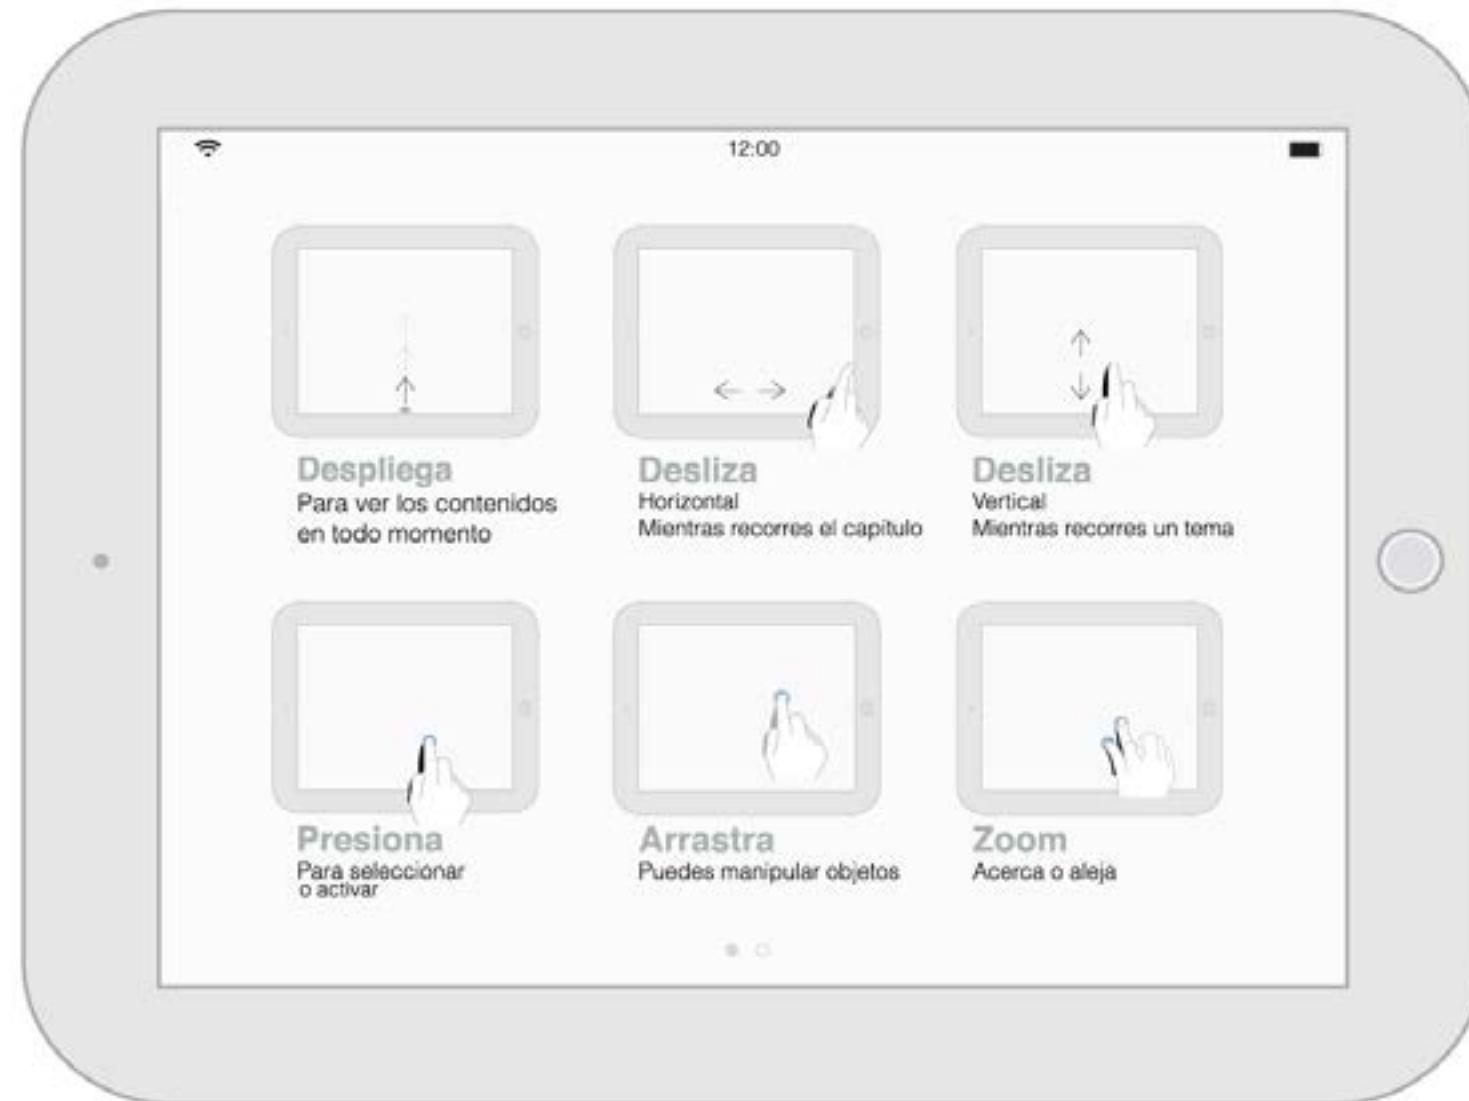 12:00
Despliega
Para ver los contenidos
en todo momento
Desliza
Horizontal
Mientras recorres el capítulo
Desliza
Vertical
Mientras recorres un tema
Presiona
Para seleccionar
o activar
Arrastra
Puedes manipular objetos
Zoom
Acerca o aleja